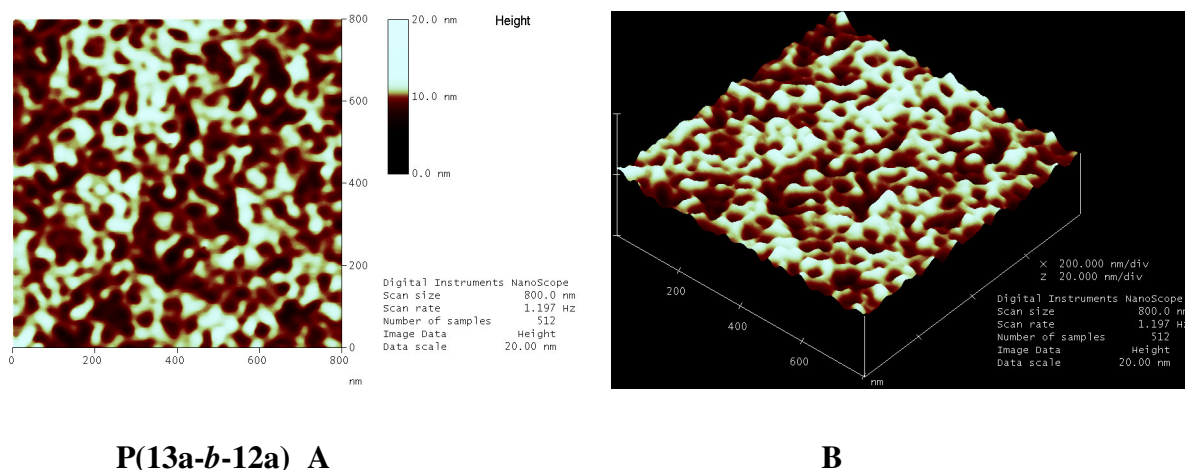 800
20.0 nm
Height
600
10.0 nm
400
0.0 nm
200
Digital Instruments NanoScope
Scan size 800.0 nm
Scan rate 1.197 Hz
Number of samples 512
Image Data Height
Data scale 20.00 nm
0
0 200 400 600 800
nm
200
400
600
nm
X 200.000 nm/div
Z 20.000 nm/div
Digital Instruments NanoScope
Scan size 800.0 nm
Scan rate 1.197 Hz
Number of samples 512
Image Data Height
Data scale 20.00 nm
P(13a-b-12a) A
B